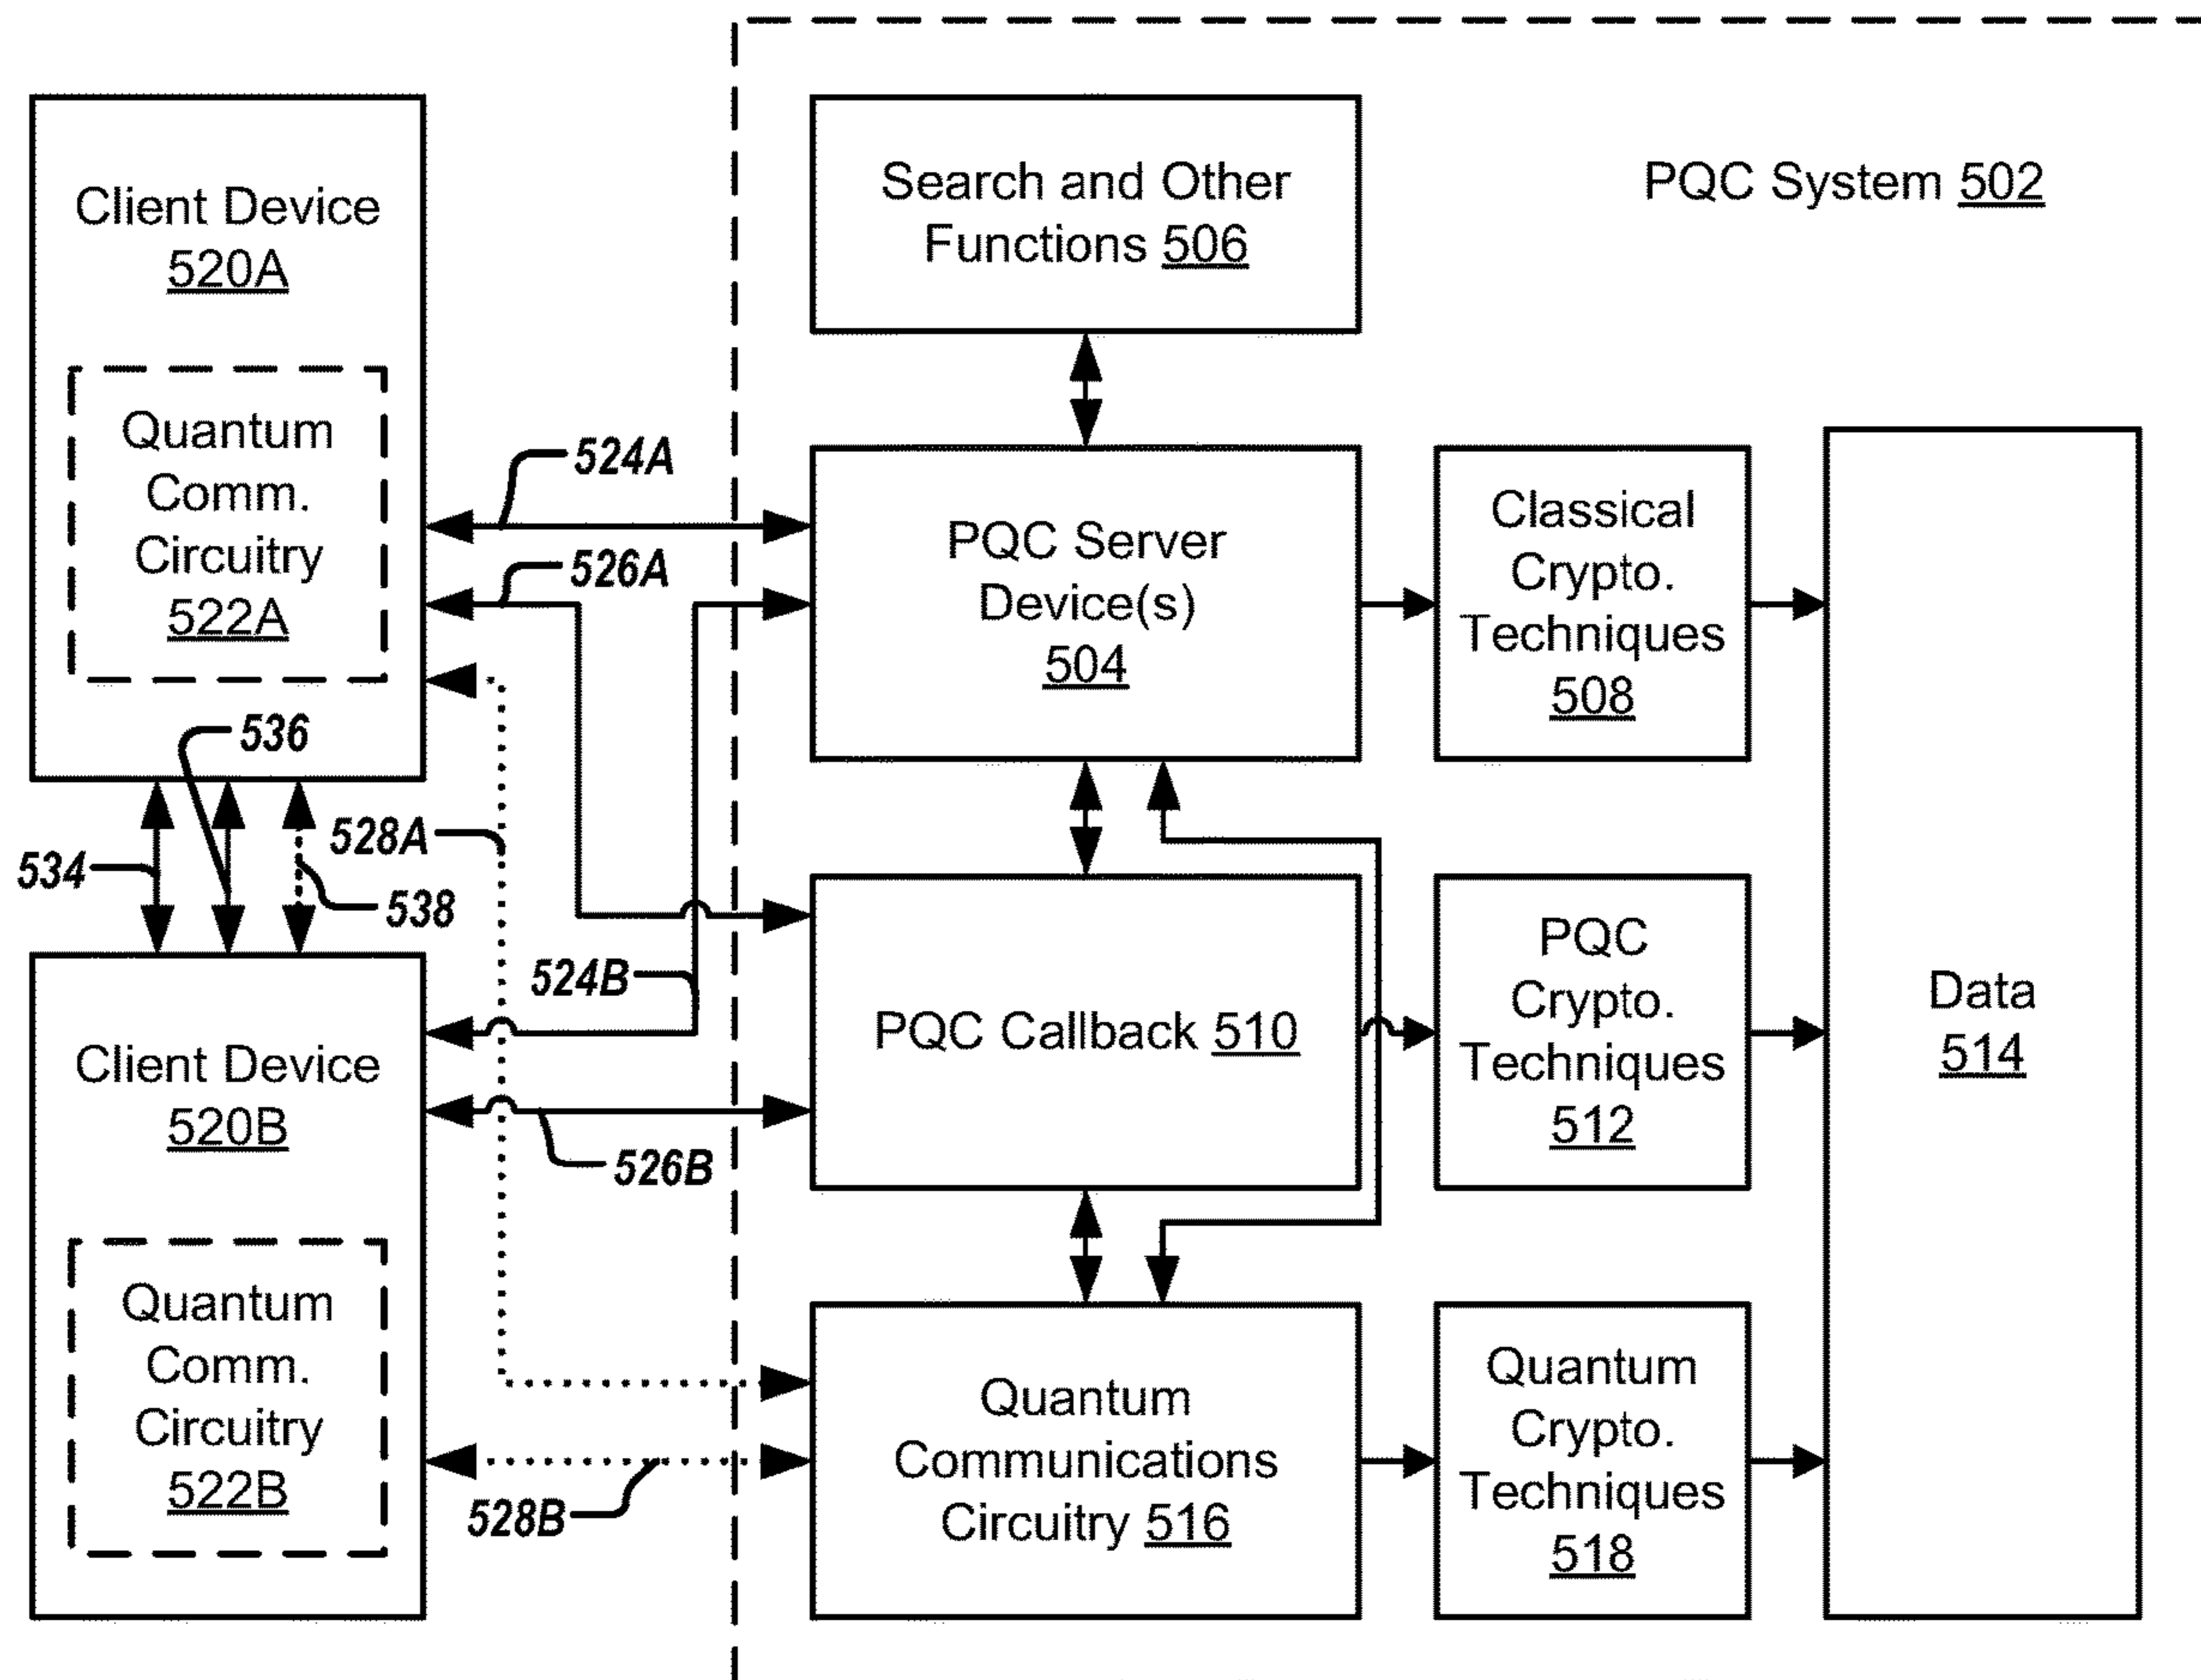 Client Device
520A
Quantum
Comm.
Circuitry
522A
534
536
538
Client Device
520B
Quantum
Comm.
Circuitry
522B
524A
526A
528A
524B
526B
528B
PQC System 502
Search and Other
Functions 506
PQC Server
Device(s)
504
Classical
Crypto.
Techniques
508
PQC Callback 510
PQC
Crypto.
Techniques
512
Quantum
Communications
Circuitry 516
Quantum
Crypto.
Techniques
518
Data
514